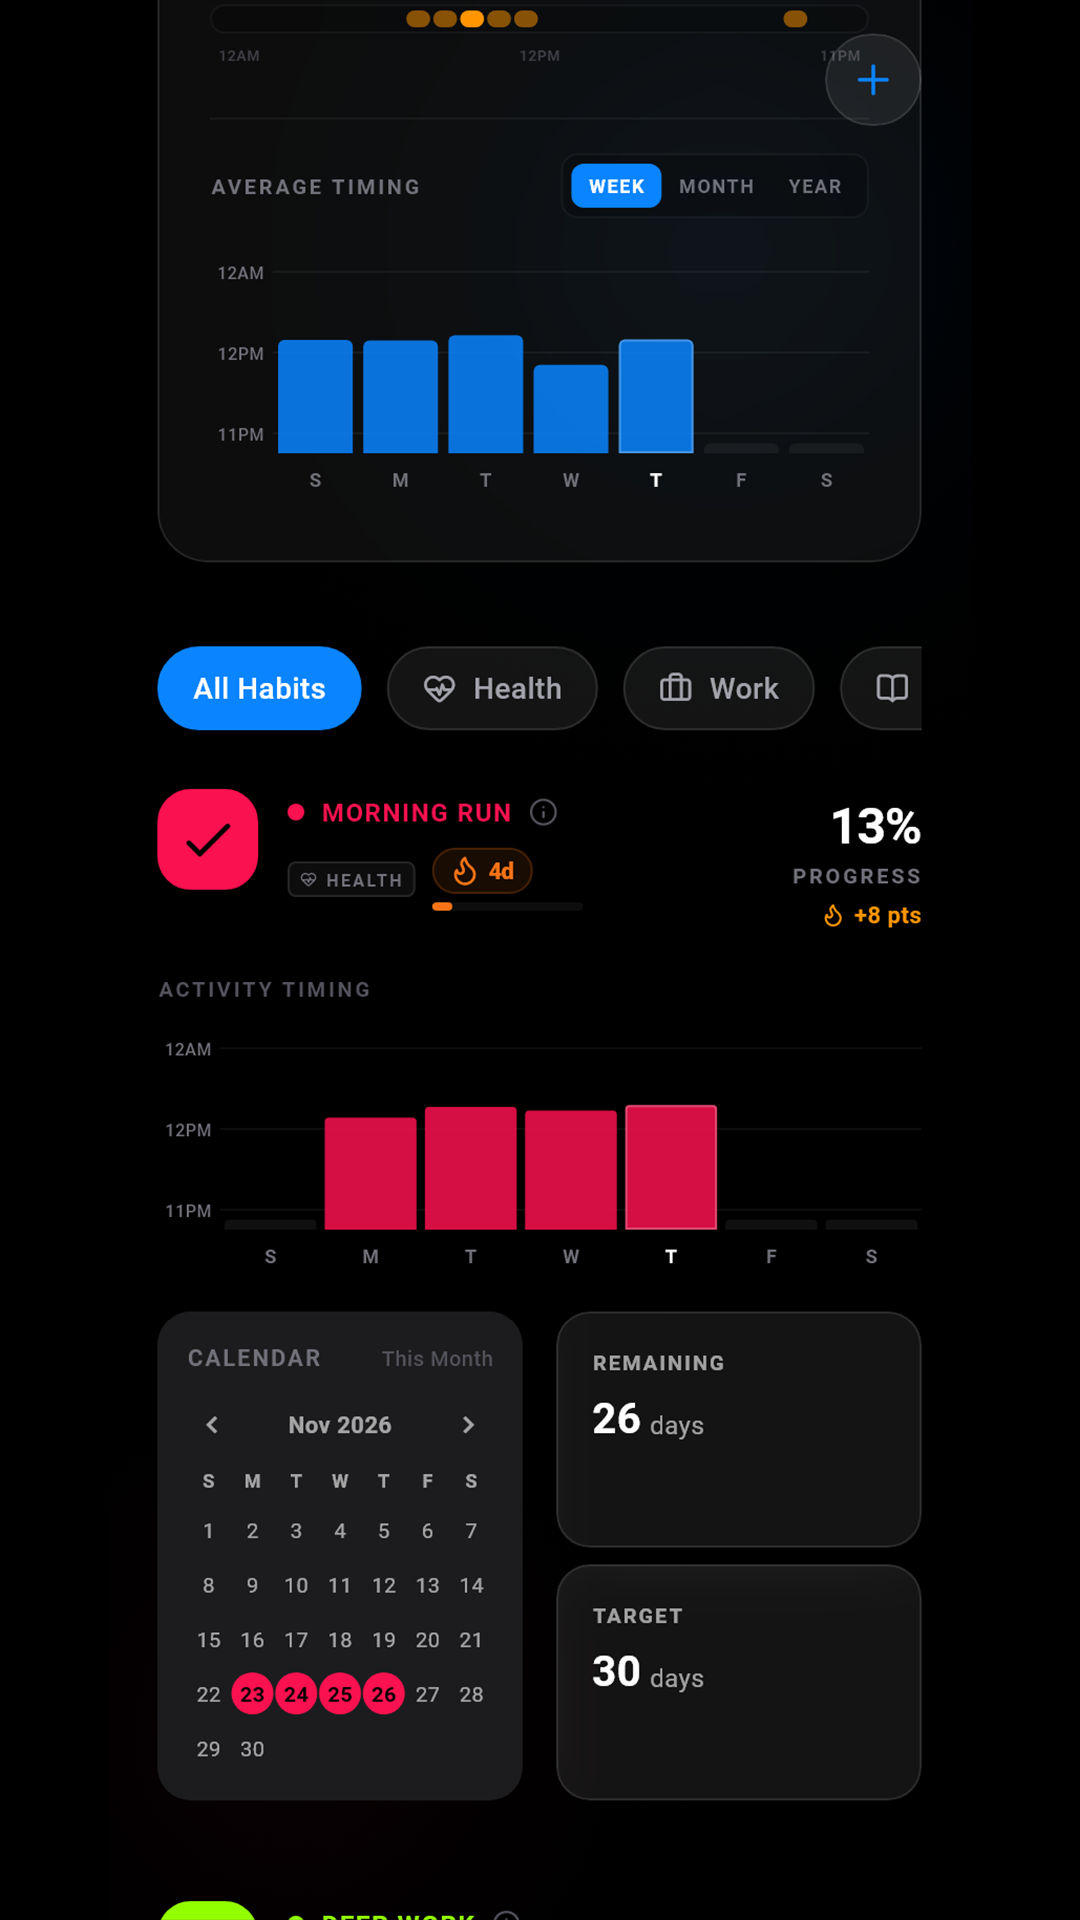 12AM 12PM 11PM
AVERAGE TIMING WEEK MONTH YEAR
12AM
12PM
11PM
S M T W T F S
All Habits Health Work
MORNING RUN
HEALTH 4d
13%
PROGRESS
+8 pts
ACTIVITY TIMING
12AM
12PM
11PM
S M T W T F S
CALENDAR This Month
Nov 2026
S M T W T F S
1 2 3 4 5 6 7
8 9 10 11 12 13 14
15 16 17 18 19 20 21
22 23 24 25 26 27 28
29 30
REMAINING
26 days
TARGET
30 days
DEEP WORK